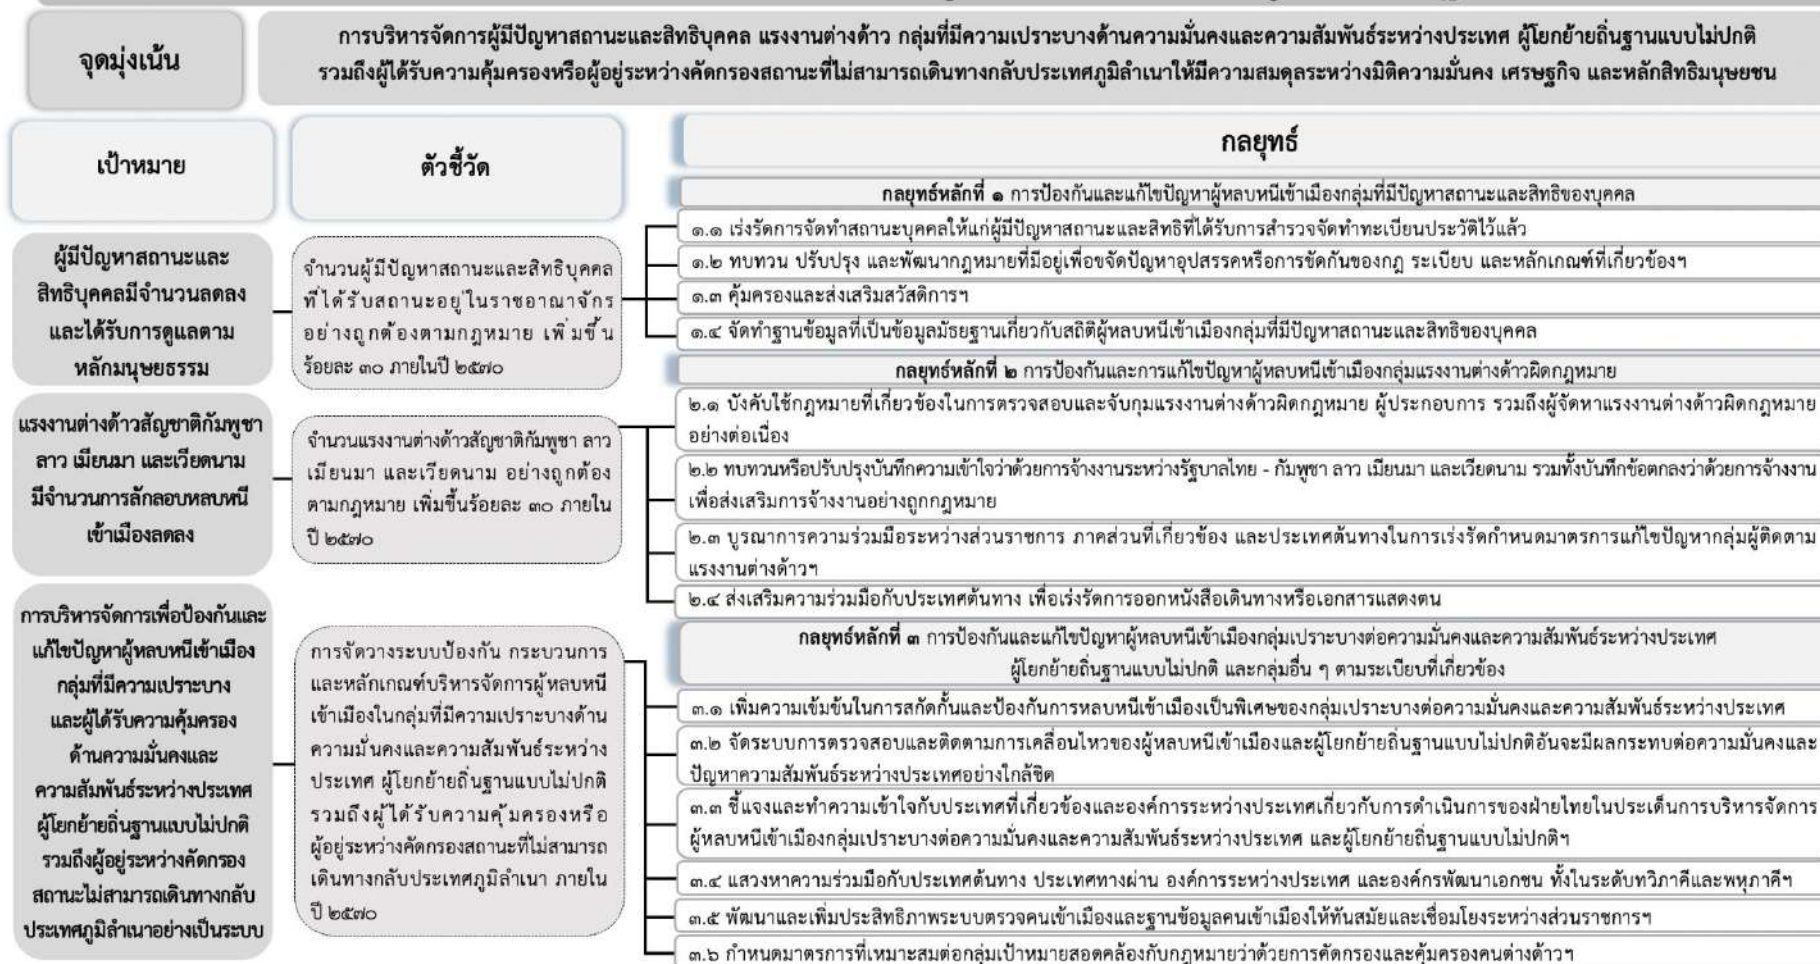 จุดมุ่งเน้น
การบริหารจัดการผู้มีปัญหาสถานะและสิทธิบุคคล แรงงานต่างด้าว กลุ่มที่มีความเปราะบางด้านความมั่นคงและความสัมพันธ์ระหว่างประเทศ ผู้โยกย้ายถิ่นฐานแบบไม่ปกติ
รวมถึงผู้ได้รับความคุ้มครองหรือผู้อยู่ระหว่างคัดกรองสถานะที่ไม่สามารถเดินทางกลับประเทศภูมิลำเนาให้มีความสมดุลระหว่างมิติความมั่นคง เศรษฐกิจ และหลักสิทธิมนุษยชน
เป้าหมาย
ตัวชี้วัด
กลยุทธ์
ผู้มีปัญหาสถานะและ
สิทธิบุคคลมีจำนวนลดลง
และได้รับการดูแลตาม
หลักมนุษยธรรม
จำนวนผู้มีปัญหาสถานะและสิทธิบุคคล
ที่ได้รับสถานะอยู่ในราชอาณาจักร
อย่างถูกต้องตามกฎหมาย เพิ่มขึ้น
ร้อยละ ๓๐ ภายในปี ๒๕๗๐
กลยุทธ์หลักที่ ๑ การป้องกันและแก้ไขปัญหาผู้หลบหนีเข้าเมืองกลุ่มที่มีปัญหาสถานะและสิทธิของบุคคล
๑.๑ เร่งรัดการจัดทำสถานะบุคคลให้แก่ผู้มีปัญหาสถานะและสิทธิที่ได้รับการสำรวจจัดทำทะเบียนประวัติไว้แล้ว
๑.๒ ทบทวน ปรับปรุง และพัฒนากฎหมายที่มีอยู่เพื่อขจัดปัญหาอุปสรรคหรือการขัดกันของกฎ ระเบียบ และหลักเกณฑ์ที่เกี่ยวข้องฯ
๑.๓ คุ้มครองและส่งเสริมสวัสดิการฯ
๑.๔ จัดทำฐานข้อมูลที่เป็นข้อมูลมัธยฐานเกี่ยวกับสถิติผู้หลบหนีเข้าเมืองกลุ่มที่มีปัญหาสถานะและสิทธิของบุคคล
แรงงานต่างด้าวสัญชาติกัมพูชา
ลาว เมียนมา และเวียดนาม
มีจำนวนการลักลอบหลบหนี
เข้าเมืองลดลง
จำนวนแรงงานต่างด้าวสัญชาติกัมพูชา ลาว
เมียนมา และเวียดนาม อย่างถูกต้อง
ตามกฎหมาย เพิ่มขึ้นร้อยละ ๓๐ ภายใน
ปี ๒๕๗๐
กลยุทธ์หลักที่ ๒ การป้องกันและการแก้ไขปัญหาผู้หลบหนีเข้าเมืองกลุ่มแรงงานต่างด้าวผิดกฎหมาย
๒.๑ บังคับใช้กฎหมายที่เกี่ยวข้องในการตรวจสอบและจับกุมแรงงานต่างด้าวผิดกฎหมาย ผู้ประกอบการ รวมถึงผู้จัดหาแรงงานต่างด้าวผิดกฎหมาย
อย่างต่อเนื่อง
๒.๒ ทบทวนหรือปรับปรุงบันทึกความเข้าใจว่าด้วยการจ้างงานระหว่างรัฐบาลไทย - กัมพูชา ลาว เมียนมา และเวียดนาม รวมทั้งบันทึกข้อตกลงว่าด้วยการจ้างงาน
เพื่อส่งเสริมการจ้างงานอย่างถูกกฎหมาย
๒.๓ บูรณาการความร่วมมือระหว่างส่วนราชการ ภาคส่วนที่เกี่ยวข้อง และประเทศต้นทางในการเร่งรัดกำหนดมาตรการแก้ไขปัญหากลุ่มผู้ติดตาม
แรงงานต่างด้าวฯ
๒.๔ ส่งเสริมความร่วมมือกับประเทศต้นทาง เพื่อเร่งรัดการออกหนังสือเดินทางหรือเอกสารแสดงตน
การบริหารจัดการเพื่อป้องกันและ
แก้ไขปัญหาผู้หลบหนีเข้าเมือง
กลุ่มที่มีความเปราะบาง
และผู้ได้รับความคุ้มครอง
ด้านความมั่นคงและ
ความสัมพันธ์ระหว่างประเทศ
ผู้โยกย้ายถิ่นฐานแบบไม่ปกติ
รวมถึงผู้อยู่ระหว่างคัดกรอง
สถานะไม่สามารถเดินทางกลับ
ประเทศภูมิลำเนาอย่างเป็นระบบ
การจัดวางระบบป้องกัน กระบวนการ
และหลักเกณฑ์บริหารจัดการผู้หลบหนี
เข้าเมืองในกลุ่มที่มีความเปราะบางด้าน
ความมั่นคงและความสัมพันธ์ระหว่าง
ประเทศ ผู้โยกย้ายถิ่นฐานแบบไม่ปกติ
รวมถึงผู้ได้รับความคุ้มครองหรือ
ผู้อยู่ระหว่างคัดกรองสถานะที่ไม่สามารถ
เดินทางกลับประเทศภูมิลำเนา ภายใน
ปี ๒๕๗๐
กลยุทธ์หลักที่ ๓ การป้องกันและแก้ไขปัญหาผู้หลบหนีเข้าเมืองกลุ่มเปราะบางต่อความมั่นคงและความสัมพันธ์ระหว่างประเทศ
ผู้โยกย้ายถิ่นฐานแบบไม่ปกติ และกลุ่มอื่น ๆ ตามระเบียบที่เกี่ยวข้อง
๓.๑ เพิ่มความเข้มข้นในการสกัดกั้นและป้องกันการหลบหนีเข้าเมืองเป็นพิเศษของกลุ่มเปราะบางต่อความมั่นคงและความสัมพันธ์ระหว่างประเทศ
๓.๒ จัดระบบการตรวจสอบและติดตามการเคลื่อนไหวของผู้หลบหนีเข้าเมืองและผู้โยกย้ายถิ่นฐานแบบไม่ปกติอันจะมีผลกระทบต่อความมั่นคงและ
ปัญหาความสัมพันธ์ระหว่างประเทศอย่างใกล้ชิด
๓.๓ ชี้แจงและทำความเข้าใจกับประเทศที่เกี่ยวข้องและองค์การระหว่างประเทศเกี่ยวกับการดำเนินการของฝ่ายไทยในประเด็นการบริหารจัดการ
ผู้หลบหนีเข้าเมืองกลุ่มเปราะบางต่อความมั่นคงและความสัมพันธ์ระหว่างประเทศ และผู้โยกย้ายถิ่นฐานแบบไม่ปกติฯ
๓.๔ แสวงหาความร่วมมือกับประเทศต้นทาง ประเทศทางผ่าน องค์การระหว่างประเทศ และองค์กรพัฒนาเอกชน ทั้งในระดับทวิภาคีและพหุภาคีฯ
๓.๕ พัฒนาและเพิ่มประสิทธิภาพระบบตรวจคนเข้าเมืองและฐานข้อมูลคนเข้าเมืองให้ทันสมัยและเชื่อมโยงระหว่างส่วนราชการฯ
๓.๖ กำหนดมาตรการที่เหมาะสมต่อกลุ่มเป้าหมายสอดคล้องกับกฎหมายว่าด้วยการคัดกรองและคุ้มครองคนต่างด้าวฯ